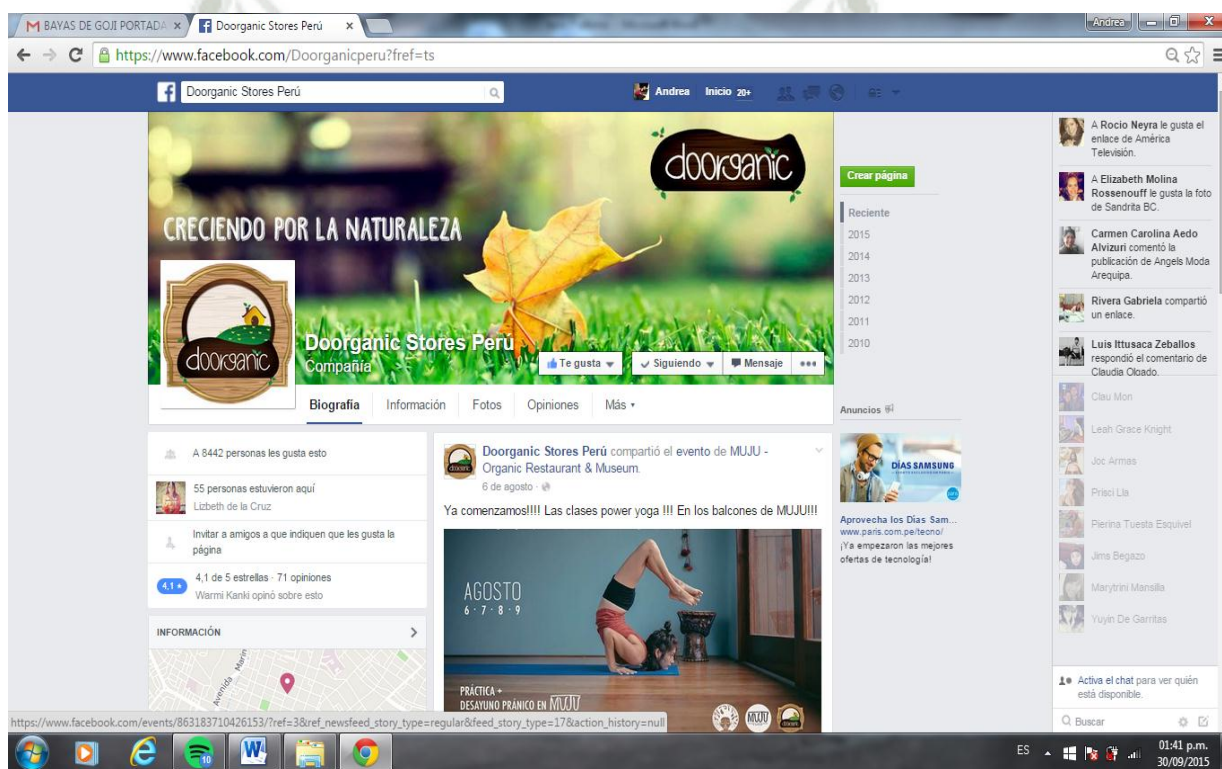 BAYAS DE GOJI PORTADA
Doorganic Stores Perú
Andrea
https://www.facebook.com/Doorganicperu?fref=ts
Doorganic Stores Perú
Andrea Inicio 20+
doorganic
CRECIENDO POR LA NATURALEZA
doorganic
Doorganic Stores Perú
Compañía
Te gusta
Siguiendo
Mensaje
Biografía Información Fotos Opiniones Más
A 8442 personas les gusta esto
55 personas estuvieron aquí
Lizbeth de la Cruz
Invitar a amigos a que indiquen que les gusta la
página
4,1
4,1 de 5 estrellas · 71 opiniones
Warmi Kanki opinó sobre esto
INFORMACIÓN
Avenida
Doorganic Stores Perú compartió el evento de MUJU -
Organic Restaurant & Museum.
6 de agosto ·
Ya comenzamos!!!! Las clases power yoga !!! En los balcones de MUJU!!!
AGOSTO
6 · 7 · 8 · 9
PRÁCTICA +
DESAYUNO PRÁNICO EN MUJU
MUJU
Crear página
Reciente
2015
2014
2013
2012
2011
2010
Anuncios
DÍAS SAMSUNG
Aprovecha los Días Sam...
www.paris.com.pe/tecno/
¡Ya empezaron las mejores
ofertas de tecnología!
A Rocio Neyra le gusta el
enlace de América
Televisión.
A Elizabeth Molina
Rossenouff le gusta la foto
de Sandrita BC.
Carmen Carolina Aedo
Alvizuri comentó la
publicación de Angels Moda
Arequipa.
Rivera Gabriela compartió
un enlace.
Luis Ittusaca Zeballos
respondió el comentario de
Claudia Olgado.
Clau Mon
Leah Grace Knight
Joc Armas
Prisci Lla
Pierina Tuesta Esquivel
Jims Begazo
Marytrini Mansilla
Yuyin De Garritas
Activa el chat para ver quién
está disponible.
Buscar
https://www.facebook.com/events/863183710426153/?ref=3&ref_newsfeed_story_type=regular&feed_story_type=17&action_history=null
10
ES
01:41 p.m.
30/09/2015